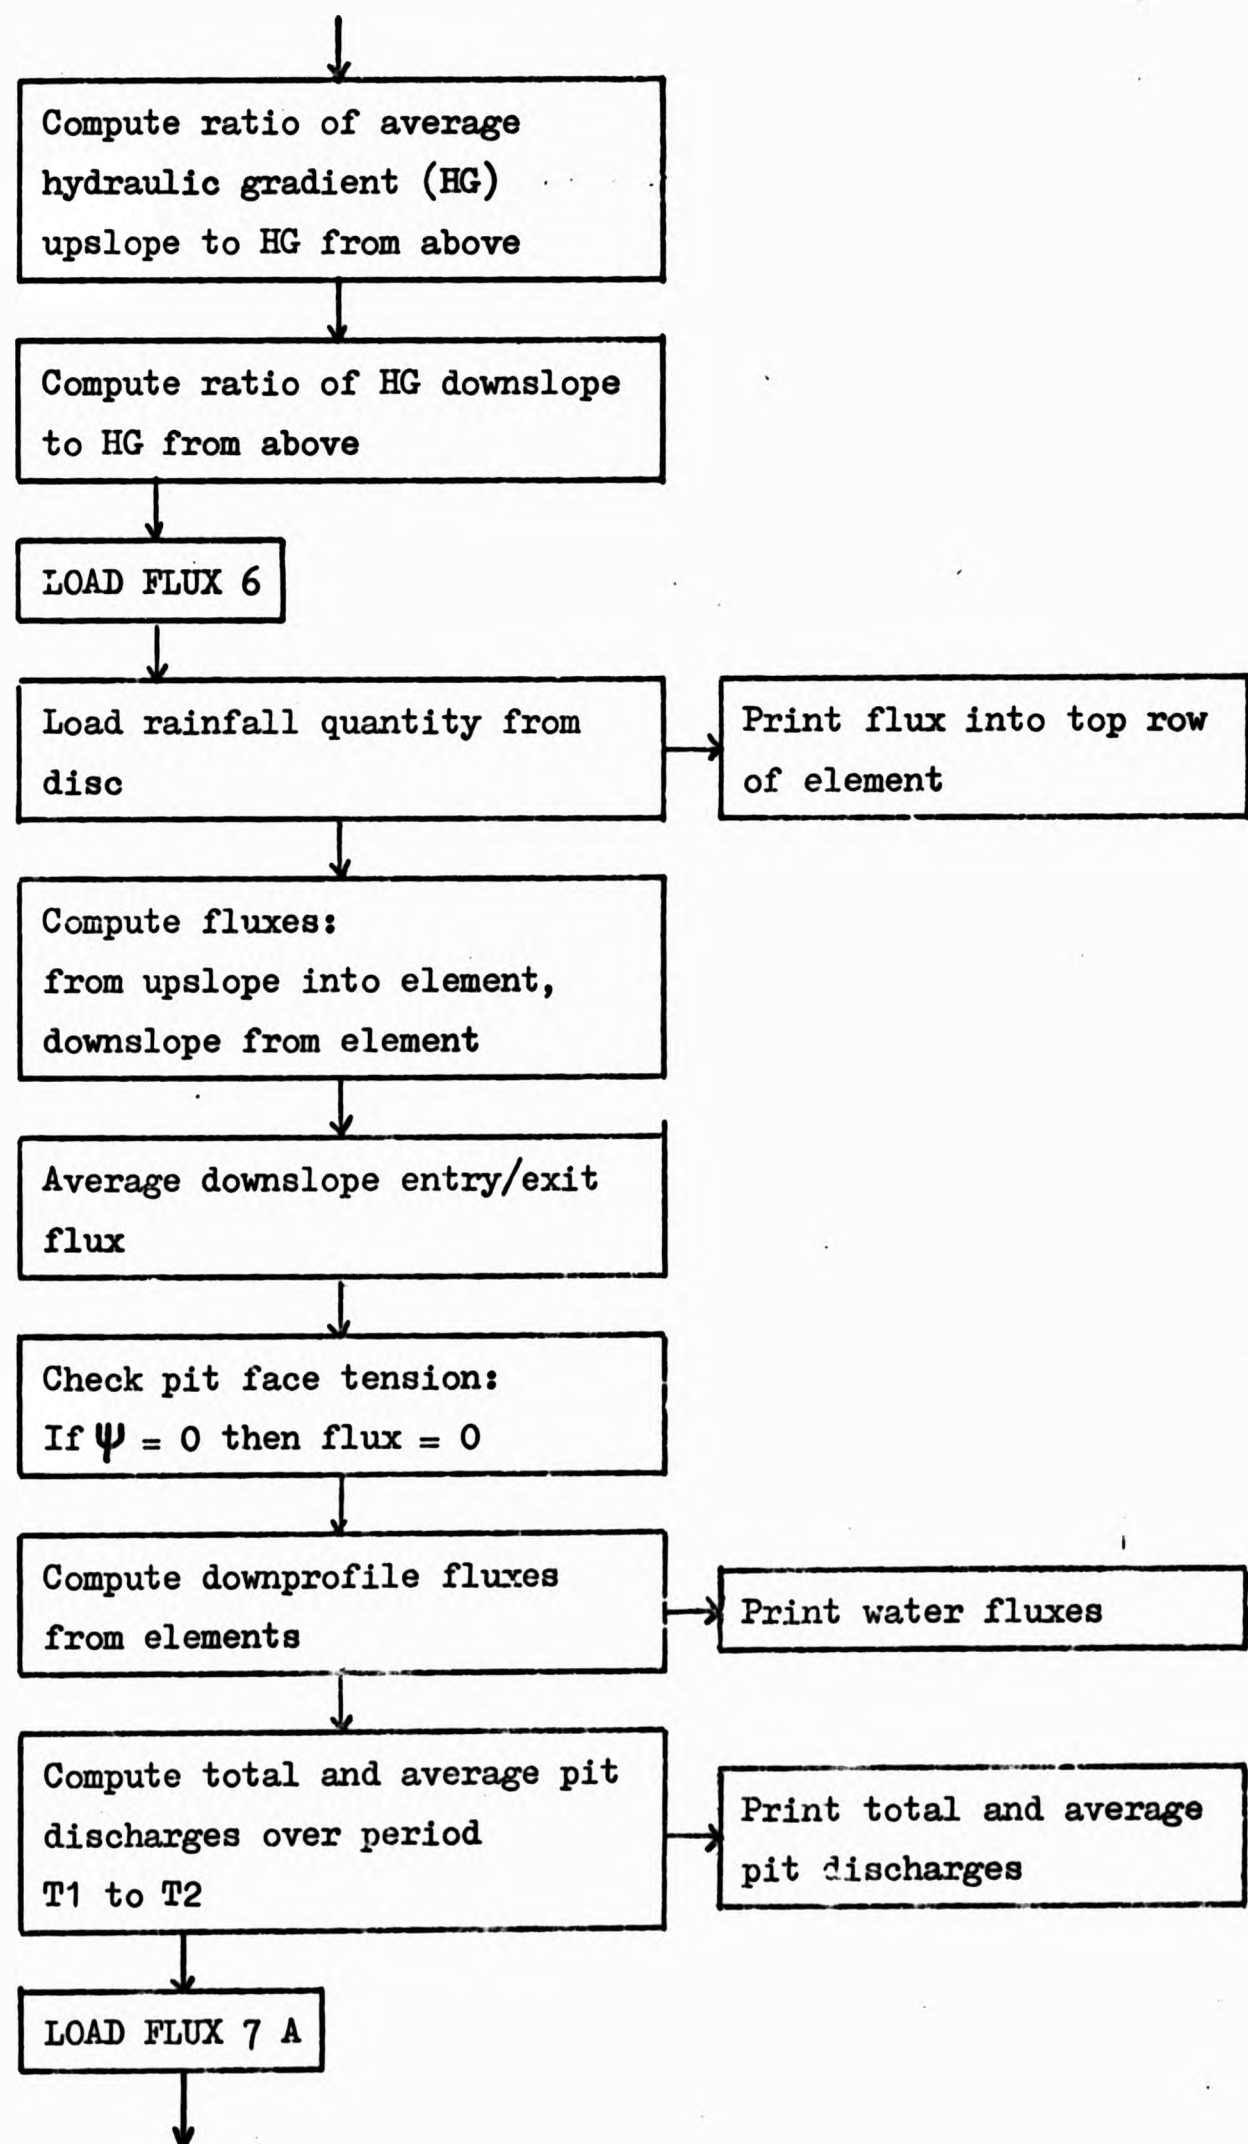 Compute ratio of average
hydraulic gradient (HG)
upslope to HG from above
Compute ratio of HG downslope
to HG from above
LOAD FLUX 6
Load rainfall quantity from
disc
Print flux into top row
of element
Compute fluxes:
from upslope into element,
downslope from element
Average downslope entry/exit
flux
Check pit face tension:
If Ψ = 0 then flux = 0
Compute downprofile fluxes
from elements
Print water fluxes
Compute total and average pit
discharges over period
T1 to T2
Print total and average
pit discharges
LOAD FLUX 7 A